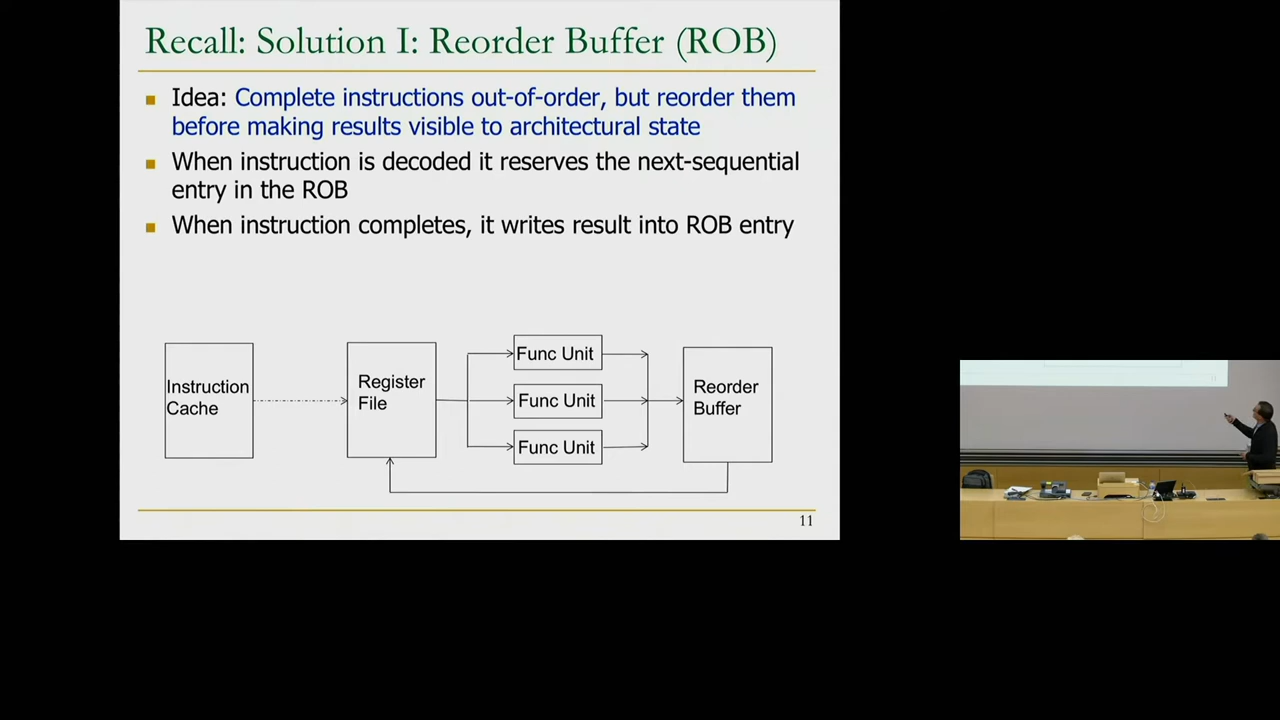 Recall: Solution I: Reorder Buffer (ROB)
Idea: Complete instructions out-of-order, but reorder them
before making results visible to architectural state
When instruction is decoded it reserves the next-sequential
entry in the ROB
When instruction completes, it writes result into ROB entry
Instruction
Cache
Register
File
Func Unit
Func Unit
Func Unit
Reorder
Buffer
11